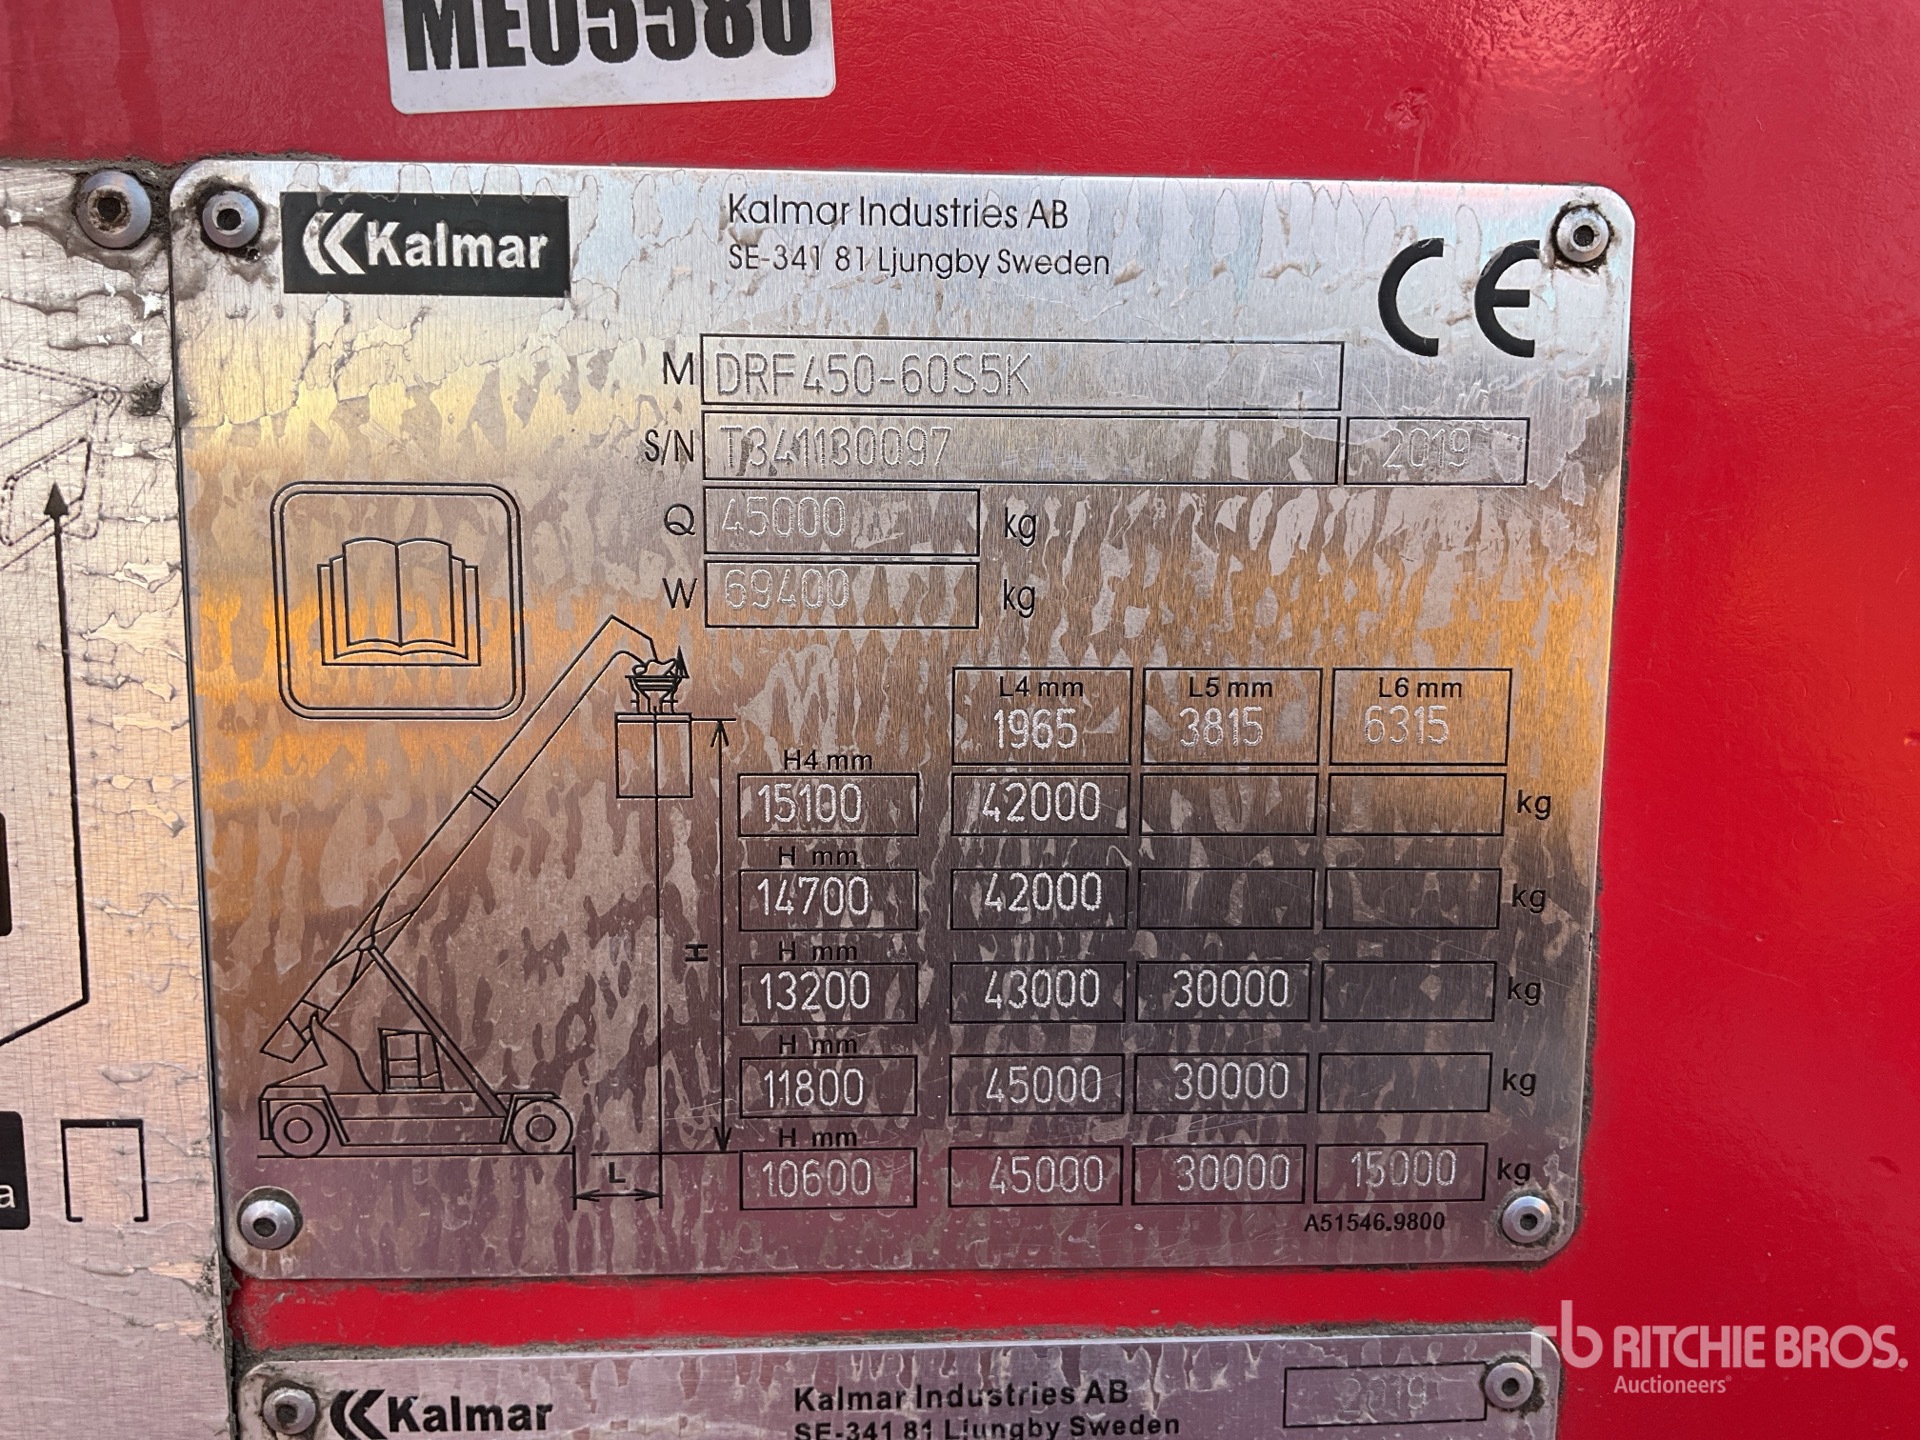 ME05580
Kalmar
Kalmar Industries AB
SE-341 81 Ljungby Sweden
CE
M DRF450-60S5K
S/N T341130097 2019
Q 45000 kg
W 69400 kg
L4 mm L5 mm L6 mm
1965 3815 6315
H4 mm
15100 42000 kg
H mm
14700 42000 kg
H mm
13200 43000 30000 kg
H mm
11800 45000 30000 kg
H mm
10600 45000 30000 15000 kg
H
L
A51546.9800
a
Kalmar
Kalmar Industries AB
SE-341 81 Ljungby Sweden
2019
rb RITCHIE BROS.
Auctioneers